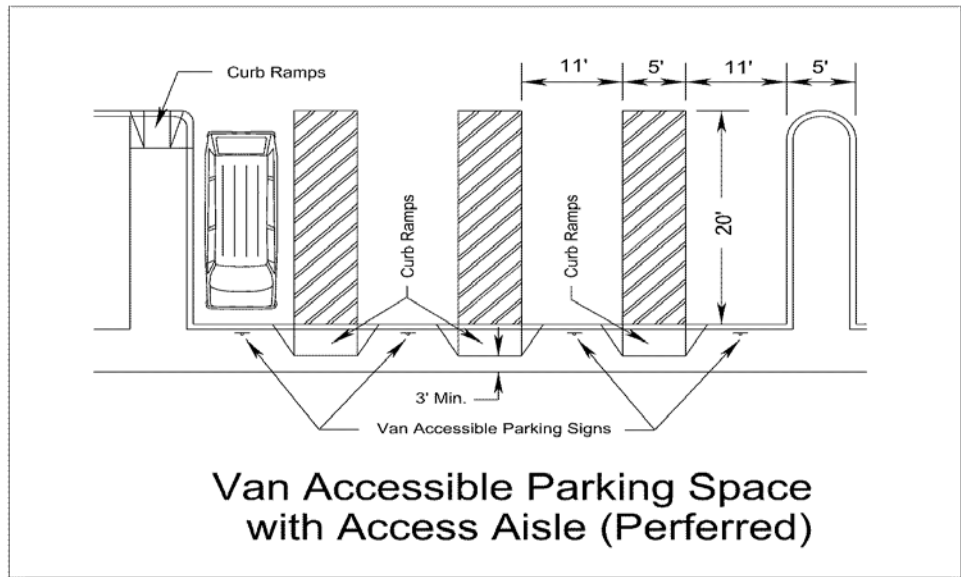 Curb Ramps
11'
5'
11'
5'
20'
Curb Ramps
Curb Ramps
3' Min.
Van Accessible Parking Signs
Van Accessible Parking Space
with Access Aisle (Perferred)